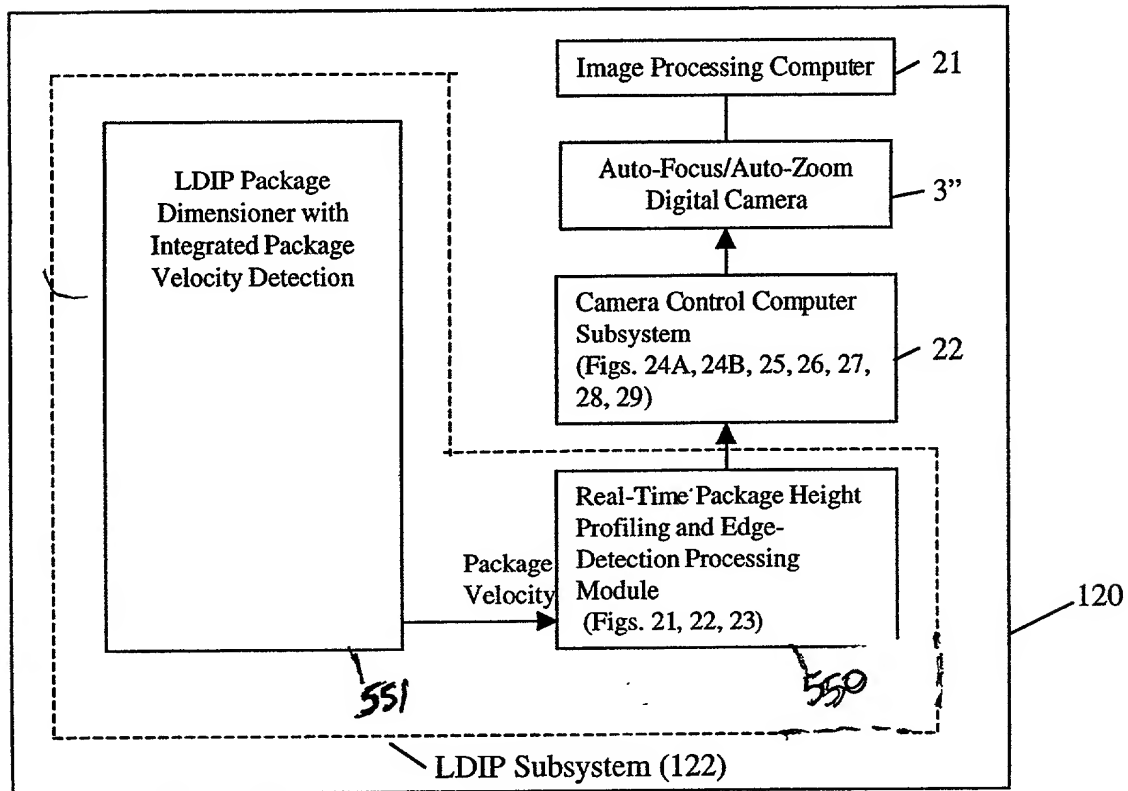 Image Processing Computer
21
Auto-Focus/Auto-Zoom
Digital Camera
3”
LDIP Package
Dimensioner with
Integrated Package
Velocity Detection
Camera Control Computer
Subsystem
(Figs. 24A, 24B, 25, 26, 27,
28, 29)
22
Real-Time Package Height
Profiling and Edge-
Detection Processing
Module
(Figs. 21, 22, 23)
Package
Velocity
120
551
550
LDIP Subsystem (122)